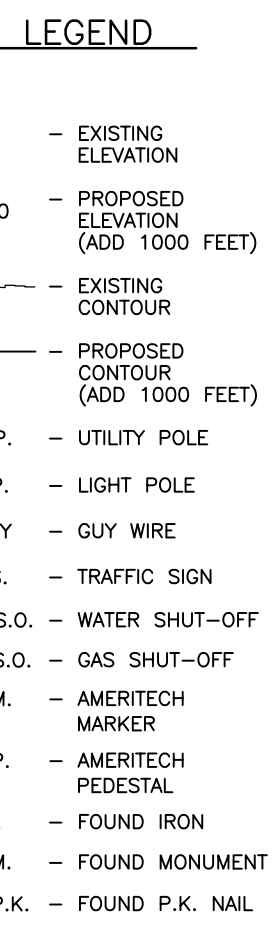 LEGEND
– EXISTING
ELEVATION
0 – PROPOSED
ELEVATION
(ADD 1000 FEET)
– EXISTING
CONTOUR
– PROPOSED
CONTOUR
(ADD 1000 FEET)
P. – UTILITY POLE
P. – LIGHT POLE
Y – GUY WIRE
S. – TRAFFIC SIGN
S.O. – WATER SHUT–OFF
S.O. – GAS SHUT–OFF
M. – AMERITECH
MARKER
P. – AMERITECH
PEDESTAL
– FOUND IRON
M. – FOUND MONUMENT
P.K. – FOUND P.K. NAIL